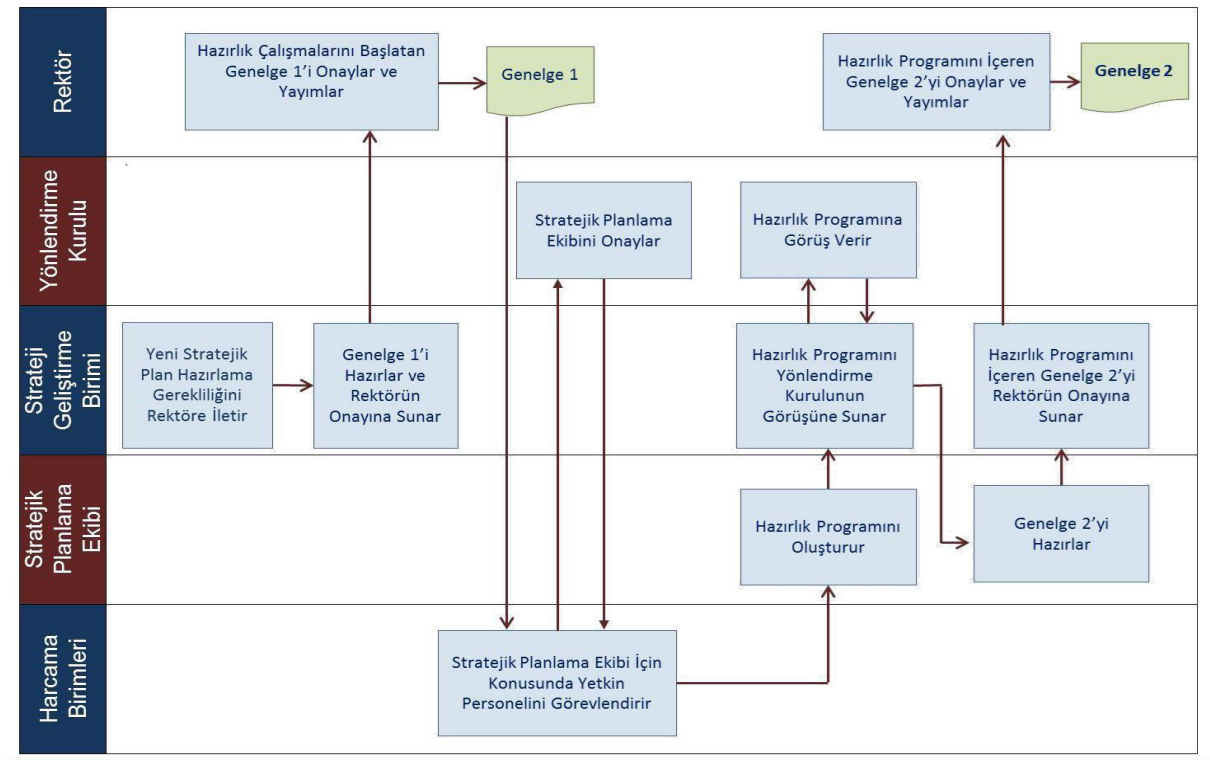 Rektör
Hazırlık Çalışmalarını Başlatan
Genelge 1’i Onaylar ve
Yayımlar
Genelge 1
Hazırlık Programını İçeren
Genelge 2’yi Onaylar ve
Yayımlar
Genelge 2
Yönlendirme
Kurulu
Stratejik Planlama
Ekibini Onaylar
Hazırlık Programına
Görüş Verir
Strateji
Geliştirme
Birimi
Yeni Stratejik
Plan Hazırlama
Gerekliliğini
Rektöre İletir
Genelge 1’i
Hazırlar ve
Rektörün
Onayına Sunar
Hazırlık Programını
Yönlendirme
Kurulunun
Görüşüne Sunar
Hazırlık Programını
İçeren Genelge 2’yi
Rektörün Onayına
Sunar
Stratejik
Planlama
Ekibi
Hazırlık Programını
Oluşturur
Genelge 2’yi
Hazırlar
Harcama
Birimleri
Stratejik Planlama Ekibi İçin
Konusunda Yetkin
Personelini Görevlendirir